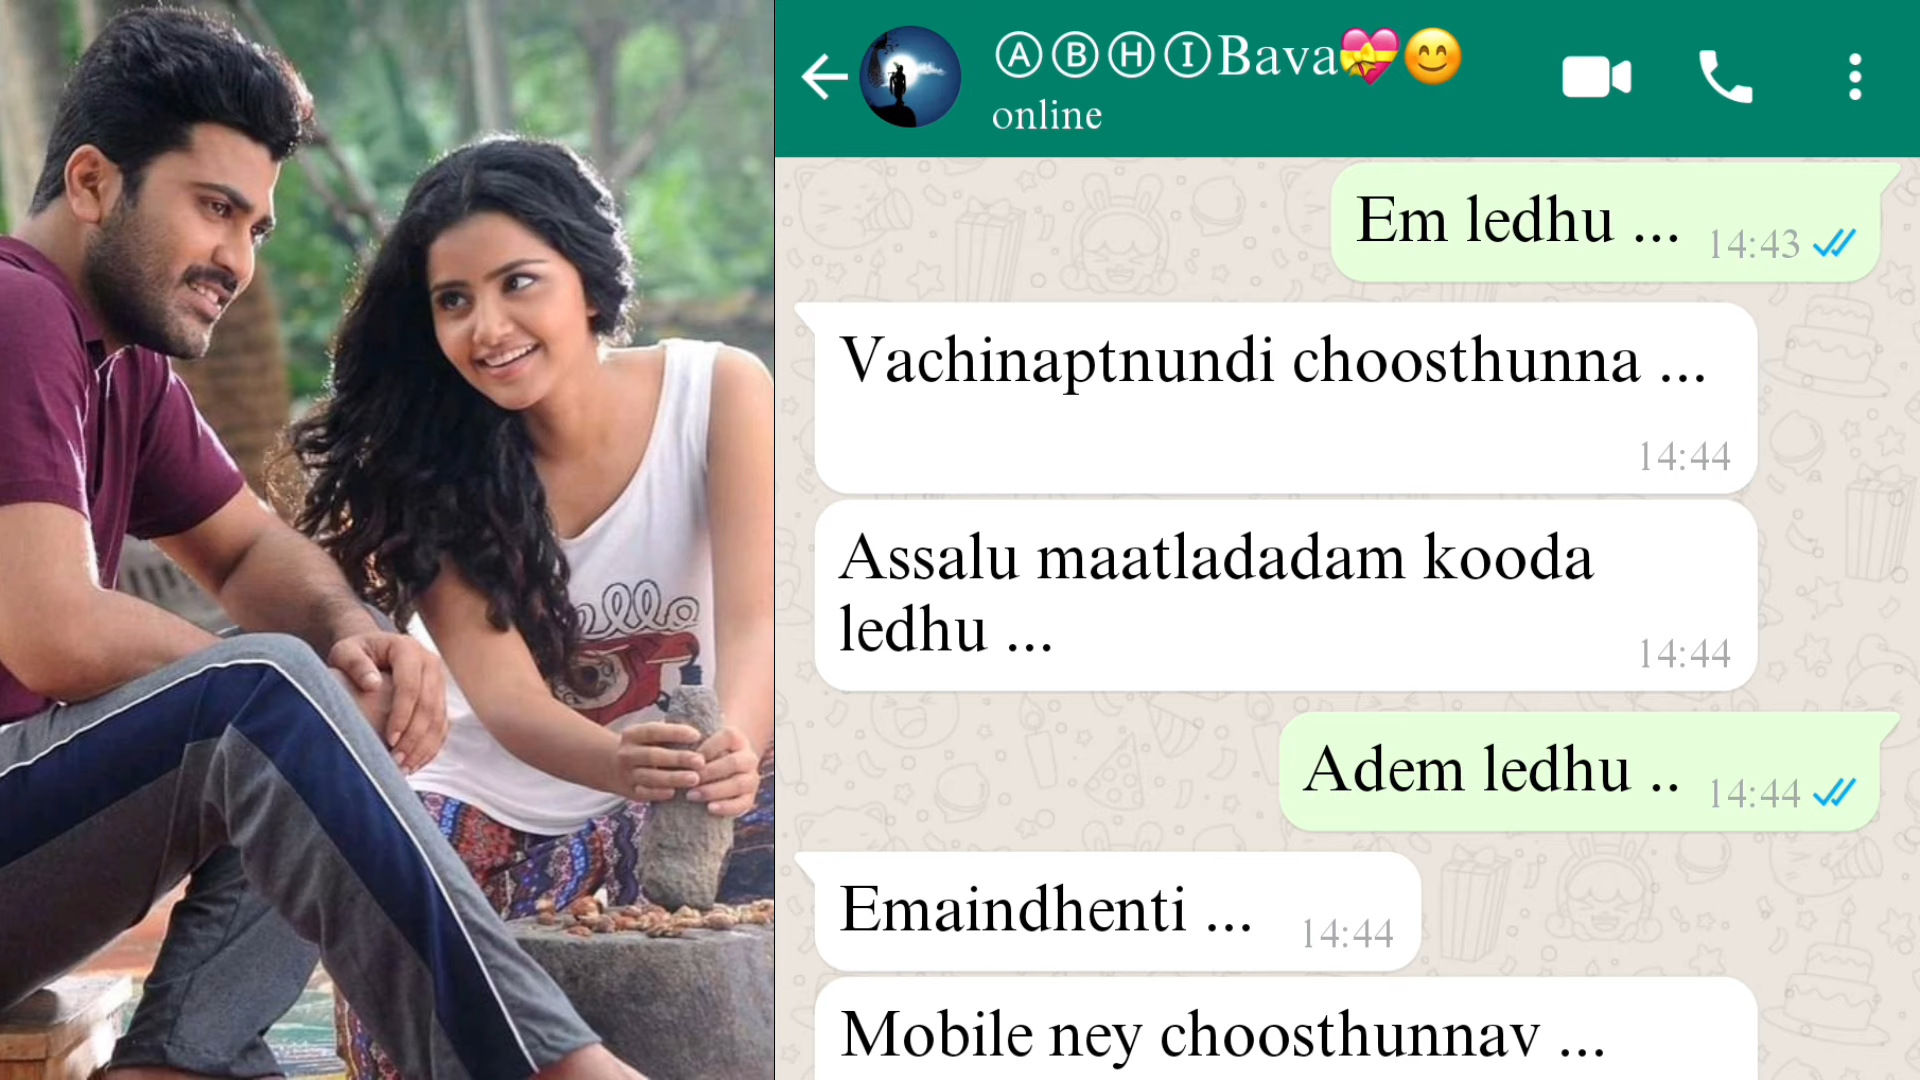 ⒶⒷⒽⒾBava💝😊
online
Em ledhu ... 14:43
Vachinaptnundi choosthunna ...
14:44
Assalu maatladadam kooda
ledhu ...
14:44
Adem ledhu .. 14:44
Emaindhenti ... 14:44
Mobile ney choosthunnav ...